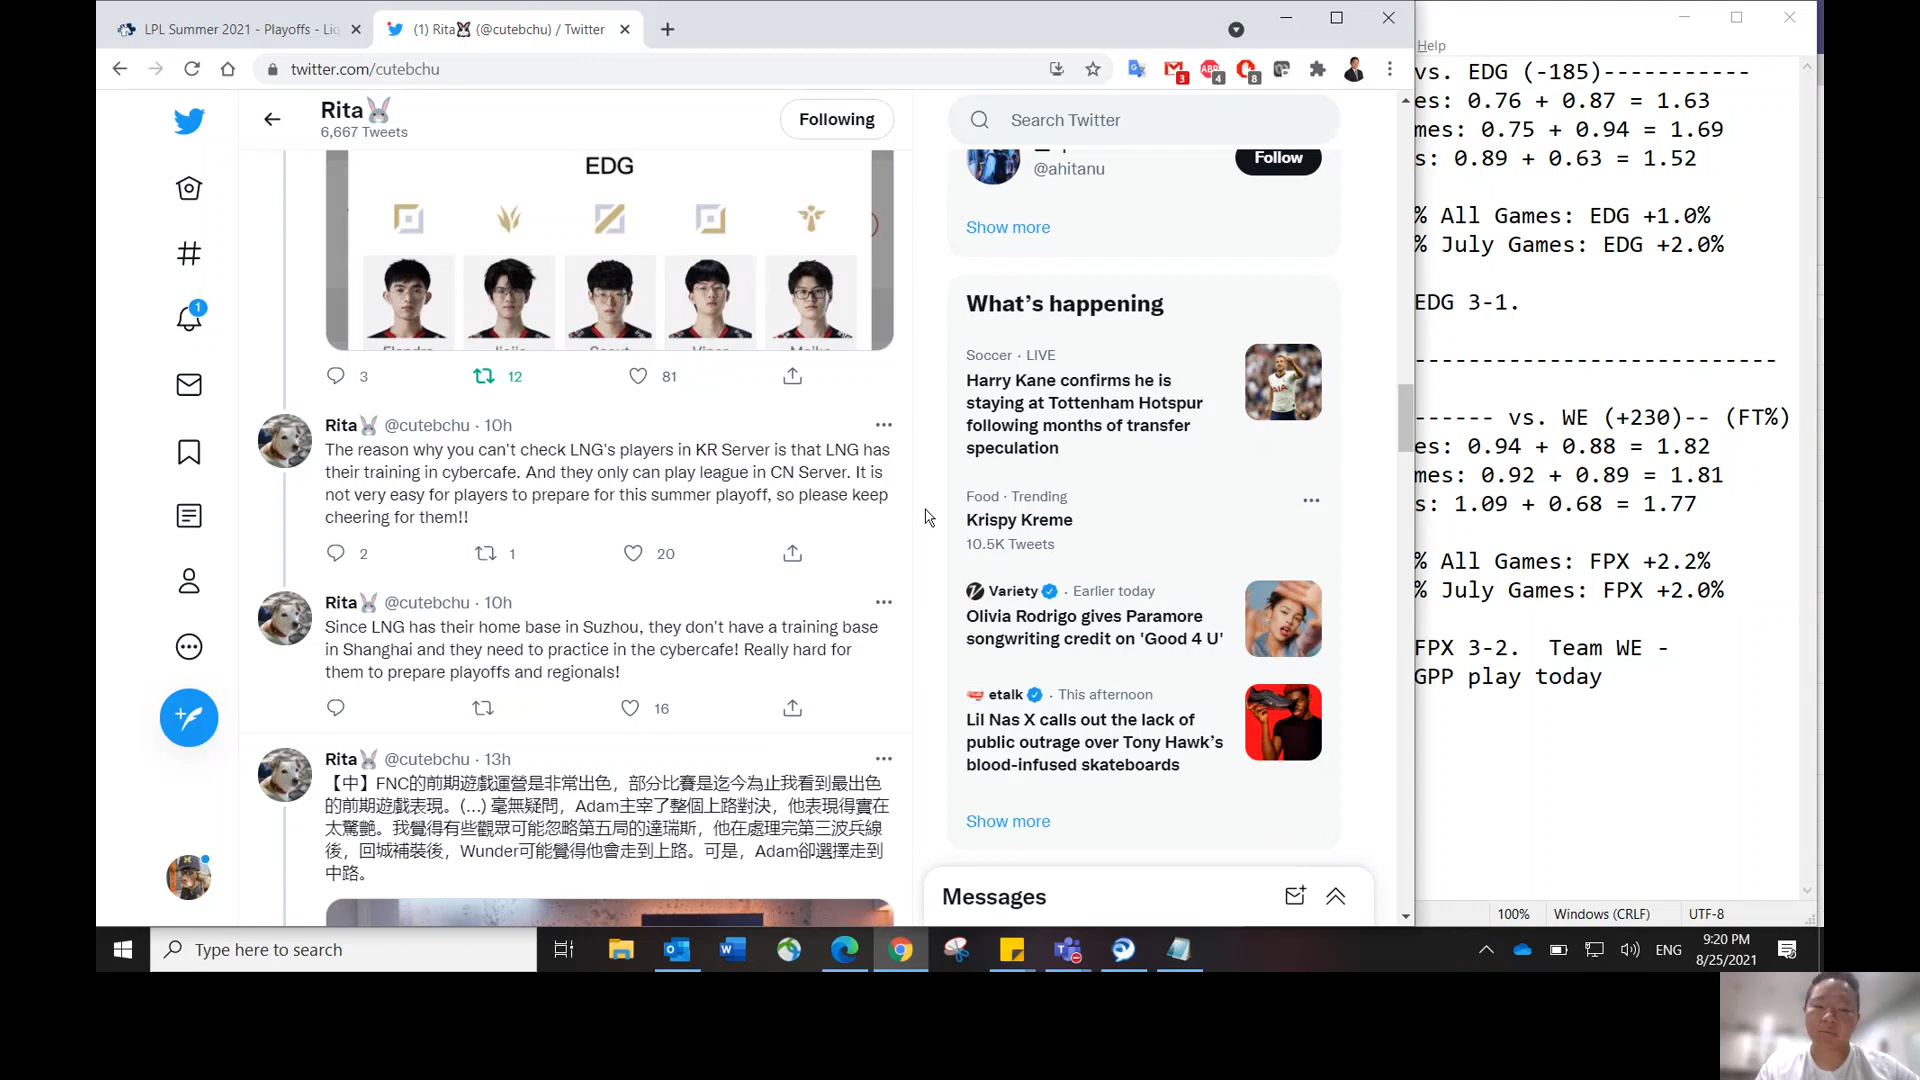 LPL Summer 2021 - Playoffs - Liq
(1) Rita🐰 (@cutebchu) / Twitter
twitter.com/cutebchu
3
4
8
Rita🐰
6,667 Tweets
Following
EDG
3
12
81
Rita🐰 @cutebchu · 10h
The reason why you can't check LNG's players in KR Server is that LNG has
their training in cybercafe. And they only can play league in CN Server. It is
not very easy for players to prepare for this summer playoff, so please keep
cheering for them!!
2
1
20
Rita🐰 @cutebchu · 10h
Since LNG has their home base in Suzhou, they don't have a training base
in Shanghai and they need to practice in the cybercafe! Really hard for
them to prepare playoffs and regionals!
16
Rita🐰 @cutebchu · 13h
【中】FNC的前期遊戲運營是非常出色，部分比賽是迄今為止我看到最出色
的前期遊戲表現。(...) 毫無疑問，Adam主宰了整個上路對決，他表現得實在
太驚艷。我覺得有些觀眾可能忽略第五局的達瑞斯，他在處理完第三波兵線
後，回城補裝後，Wunder可能覺得他會走到上路。可是，Adam卻選擇走到
中路。
1
Search Twitter
@ahitanu
Follow
Show more
What's happening
Soccer · LIVE
Harry Kane confirms he is
staying at Tottenham Hotspur
following months of transfer
speculation
Food · Trending
Krispy Kreme
10.5K Tweets
Variety · Earlier today
Olivia Rodrigo gives Paramore
songwriting credit on 'Good 4 U'
etalk · This afternoon
Lil Nas X calls out the lack of
public outrage over Tony Hawk's
blood-infused skateboards
Show more
Messages
Help
vs. EDG (-185)-----------
es: 0.76 + 0.87 = 1.63
mes: 0.75 + 0.94 = 1.69
s: 0.89 + 0.63 = 1.52
% All Games: EDG +1.0%
% July Games: EDG +2.0%
EDG 3-1.
---------------------------
------ vs. WE (+230)-- (FT%)
es: 0.94 + 0.88 = 1.82
mes: 0.92 + 0.89 = 1.81
s: 1.09 + 0.68 = 1.77
% All Games: FPX +2.2%
% July Games: FPX +2.0%
FPX 3-2.  Team WE -
GPP play today
100%
Windows (CRLF)
UTF-8
Type here to search
ENG
9:20 PM
8/25/2021